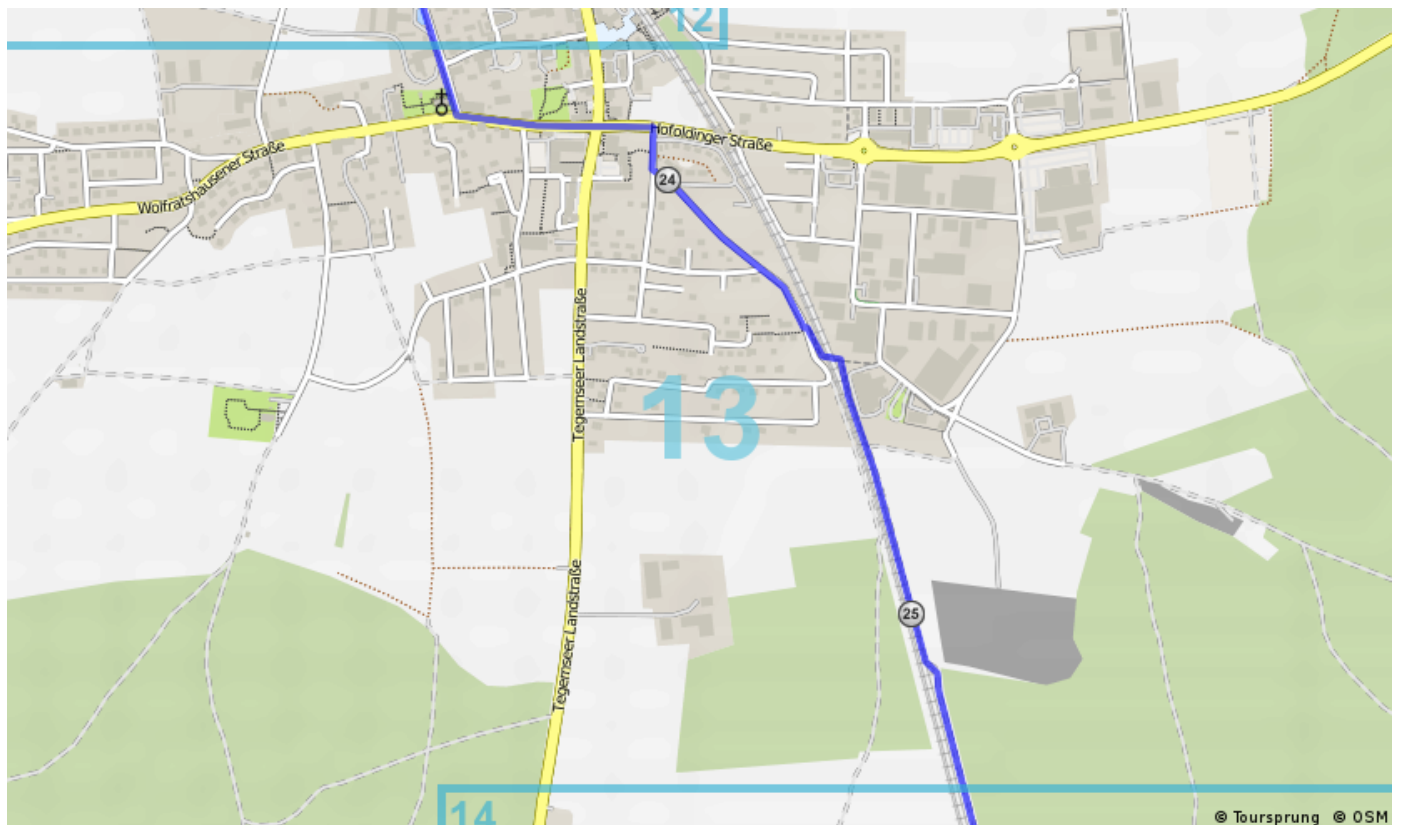 12
Hofoldinger Straße
Wolfratshausener Straße
24
Tegernseer Landstraße
13
25
Tegernseer Landstraße
14
© Toursprung © OSM